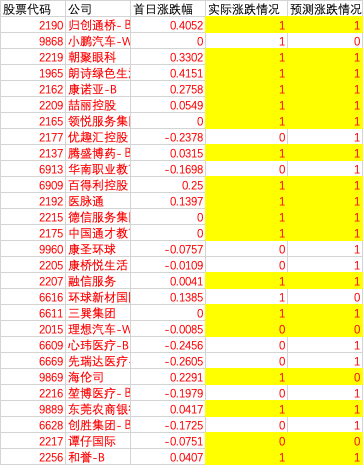 股票代码 公司 首日涨跌幅 实际涨跌情况 预测涨跌情况
2190 归创通桥- B 0.4052 1 1
9868 小鹏汽车-W 0 1 0
2219 朝聚眼科 0.3302 1 1
1965 朗诗绿色生 0.4151 1 1
2162 康诺亚-B 0.2758 1 1
2209 喆丽控股 0.0549 1 1
2165 领悦服务集 0 1 1
2177 优趣汇控股 -0.2378 0 1
2137 腾盛博药- B 0.0315 1 1
6913 华南职业教 -0.1698 0 1
6909 百得利控股 0.25 1 1
2192 医脉通 0.1397 1 1
2215 德信服务集 0 1 1
2175 中国通才教 0 1 1
9960 康圣环球 -0.0757 0 1
2205 康桥悦生活 -0.0109 0 1
2207 融信服务 0.0041 1 1
6616 环球新材国 0.1385 1 0
6611 三巽集团 0 1 1
2015 理想汽车-W -0.0085 0 0
6609 心玮医疗-B -0.2456 0 1
6669 先瑞达医疗- -0.2605 0 1
9869 海伦司 0.2291 1 0
2216 堃博医疗- B -0.1979 0 1
9889 东莞农商银 0.0417 1 1
6628 创胜集团- B -0.1725 0 1
2217 谭仔国际 -0.0751 0 0
2256 和誉-B 0.0407 1 1